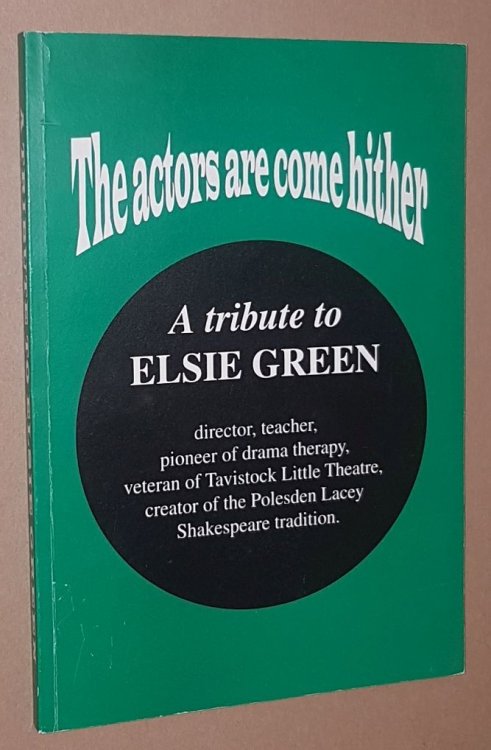 The actors are come hither
A tribute to
ELSIE GREEN
director, teacher,
pioneer of drama therapy,
veteran of Tavistock Little Theatre,
creator of the Polesden Lacey
Shakespeare tradition.